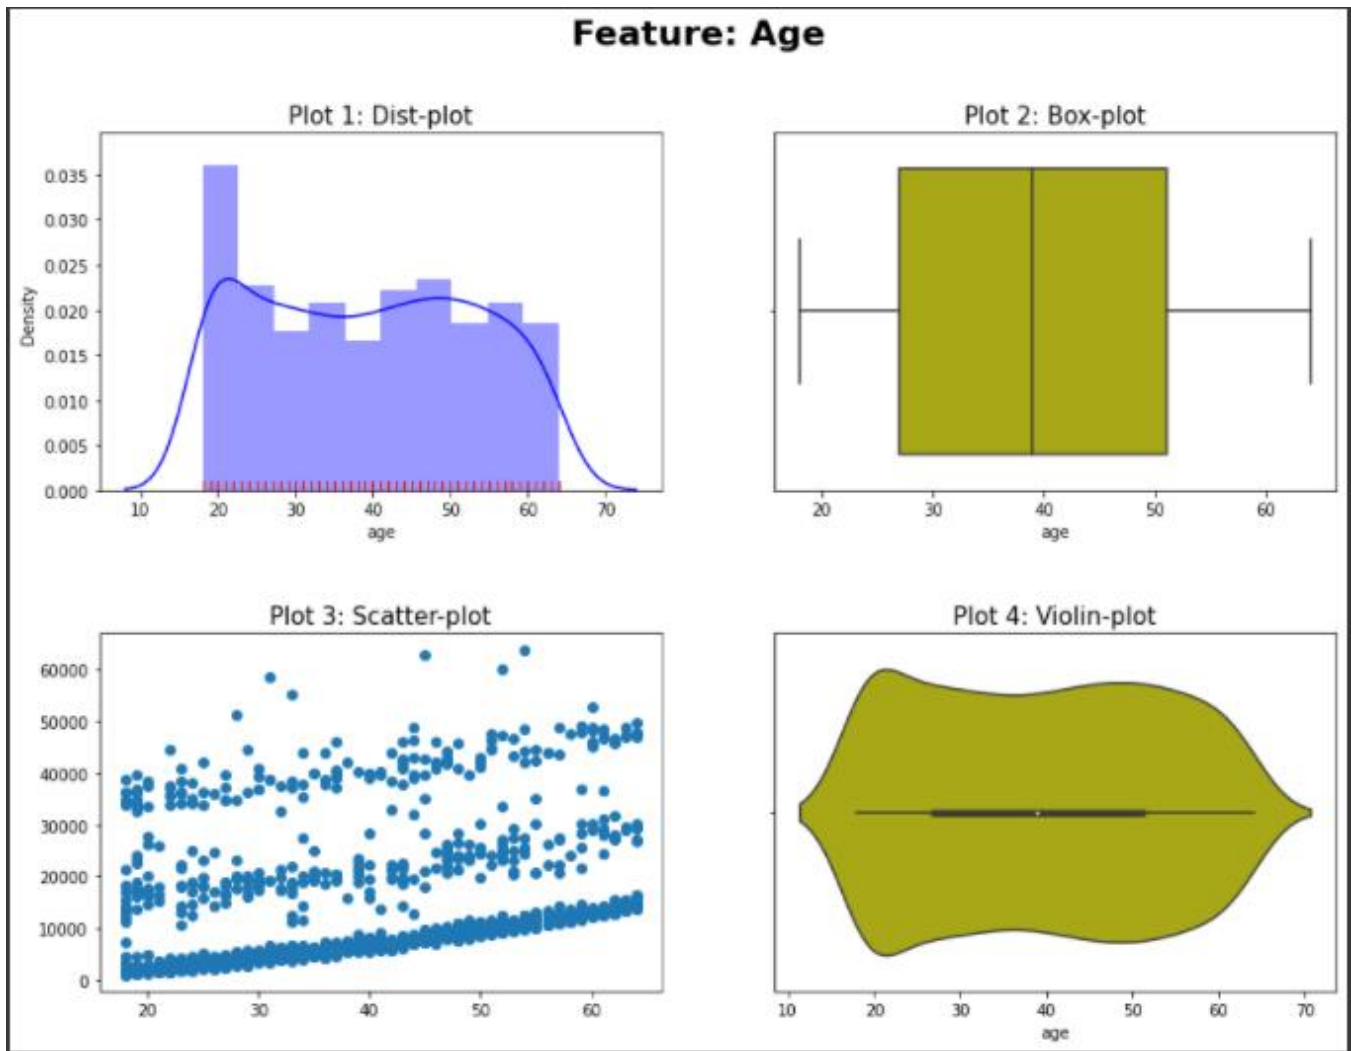 Feature: Age
Plot 1: Dist-plot
0.035
0.030
0.025
0.020
0.015
0.010
0.005
0.000
Density
10 20 30 40 50 60 70
age
Plot 2: Box-plot
20 30 40 50 60
age
Plot 3: Scatter-plot
60000
50000
40000
30000
20000
10000
0
20 30 40 50 60
Plot 4: Violin-plot
10 20 30 40 50 60 70
age